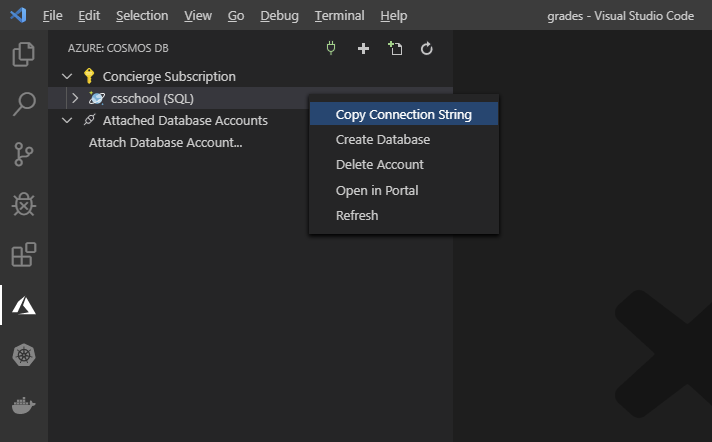 File Edit Selection View Go Debug Terminal Help grades - Visual Studio Code
AZURE: COSMOS DB
Concierge Subscription
csschool (SQL)
Attached Database Accounts
Attach Database Account...
Copy Connection String
Create Database
Delete Account
Open in Portal
Refresh